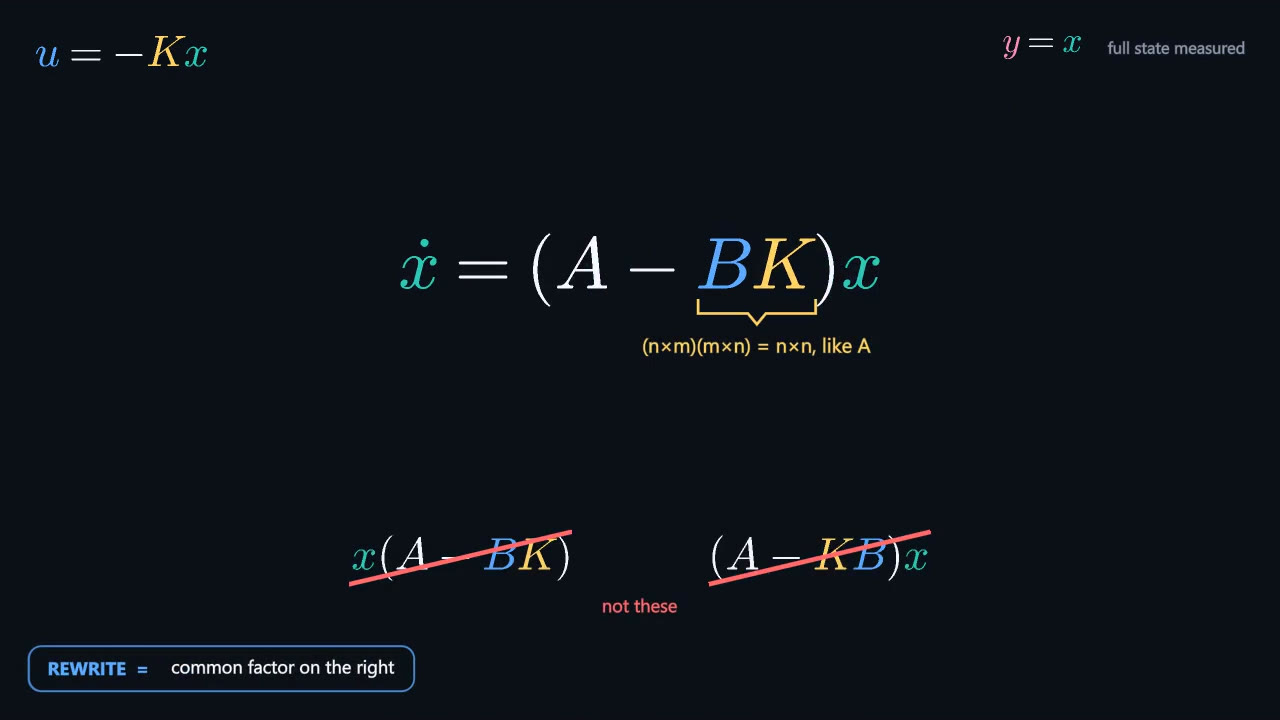 u = −Kx
y = x full state measured
ẋ = (A − BK)x
(n×m)(m×n) = n×n, like A
x(A − BK) (A − KB)x
not these
REWRITE = common factor on the right